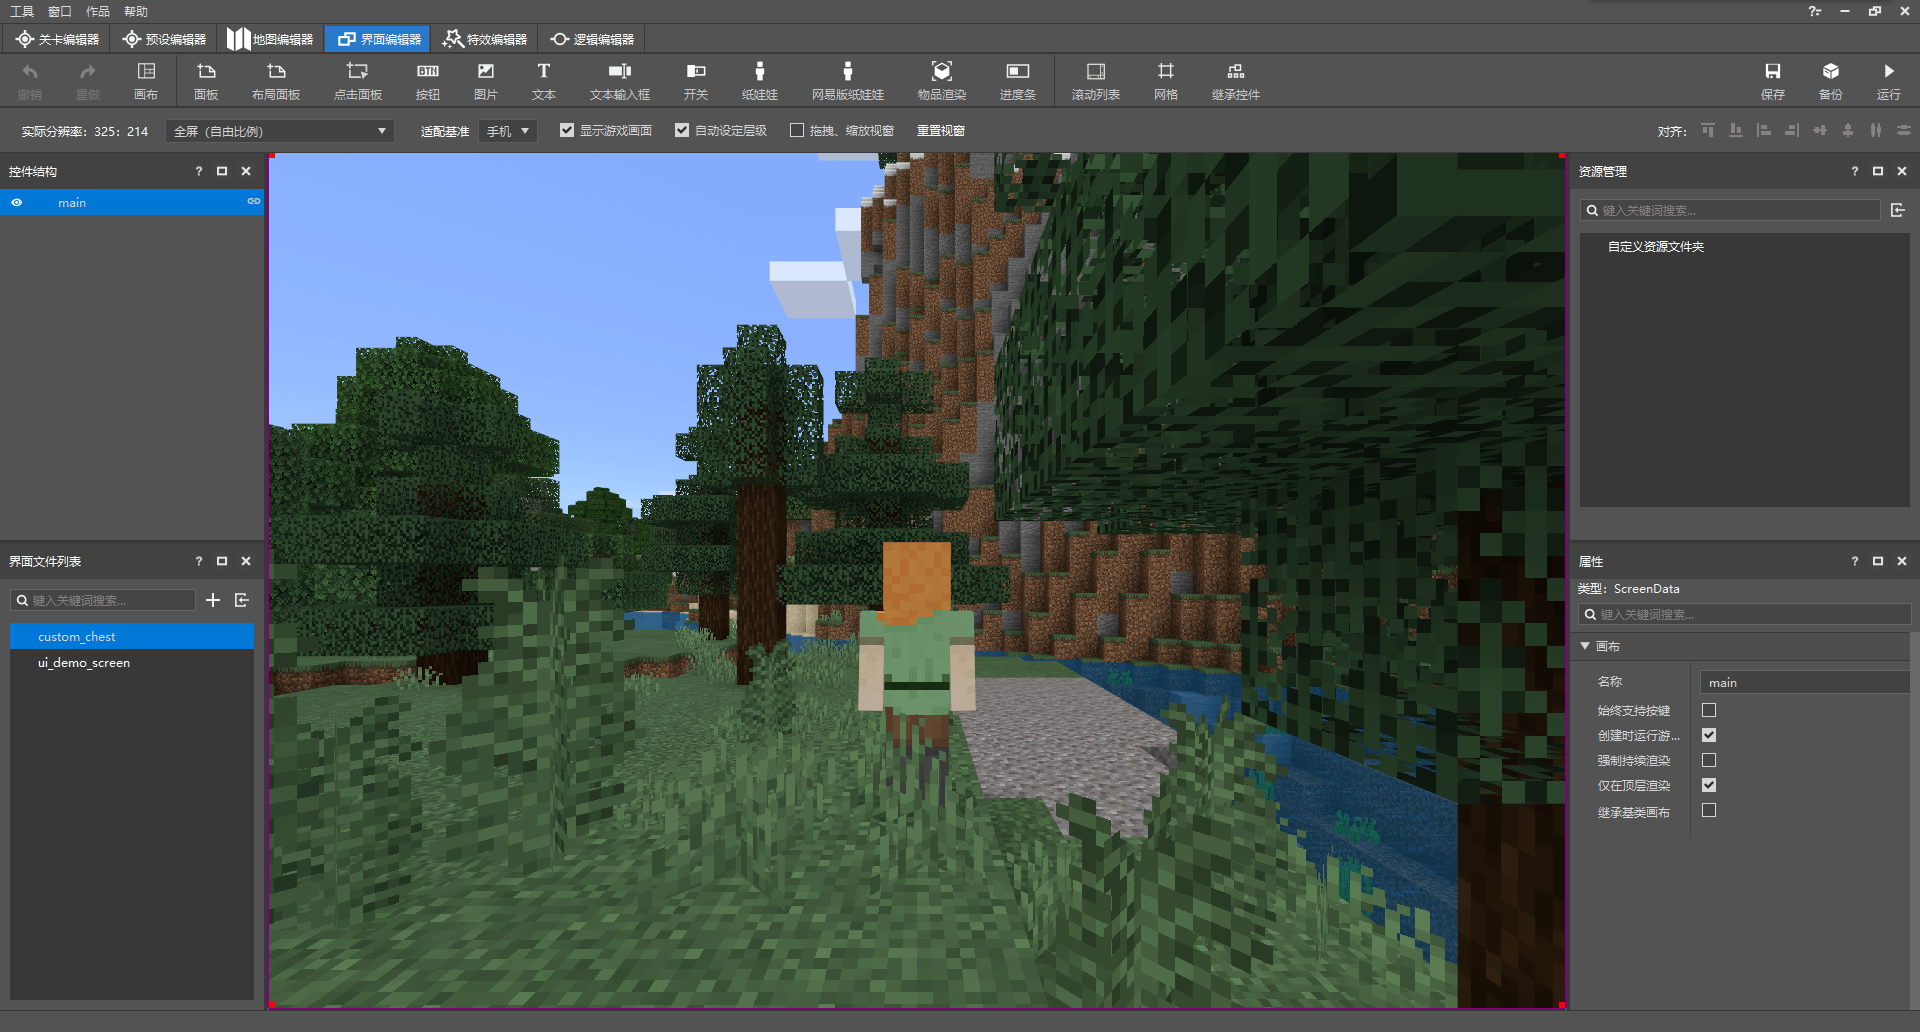 工具 窗口 作品 帮助
关卡编辑器 预设编辑器 地图编辑器 界面编辑器 特效编辑器 逻辑编辑器
撤销 重做 画布 面板 布局面板 点击面板 BTN 按钮 图片 T 文本 文本输入框 开关 纸娃娃 网易版纸娃娃 物品渲染 进度条 滚动列表 网格 继承控件 保存 备份 运行
实际分辨率: 325: 214 全屏 (自由比例) 适配基准 手机 显示游戏画面 自动设定层级 拖拽、缩放视窗 重置视窗 对齐:
控件结构 ?
main
界面文件列表 ?
键入关键词搜索...
custom_chest
ui_demo_screen
资源管理 ?
键入关键词搜索...
自定义资源文件夹
属性 ?
类型: ScreenData
键入关键词搜索...
画布
名称 main
始终支持按键
创建时运行游...
强制持续渲染
仅在顶层渲染
继承基类画布